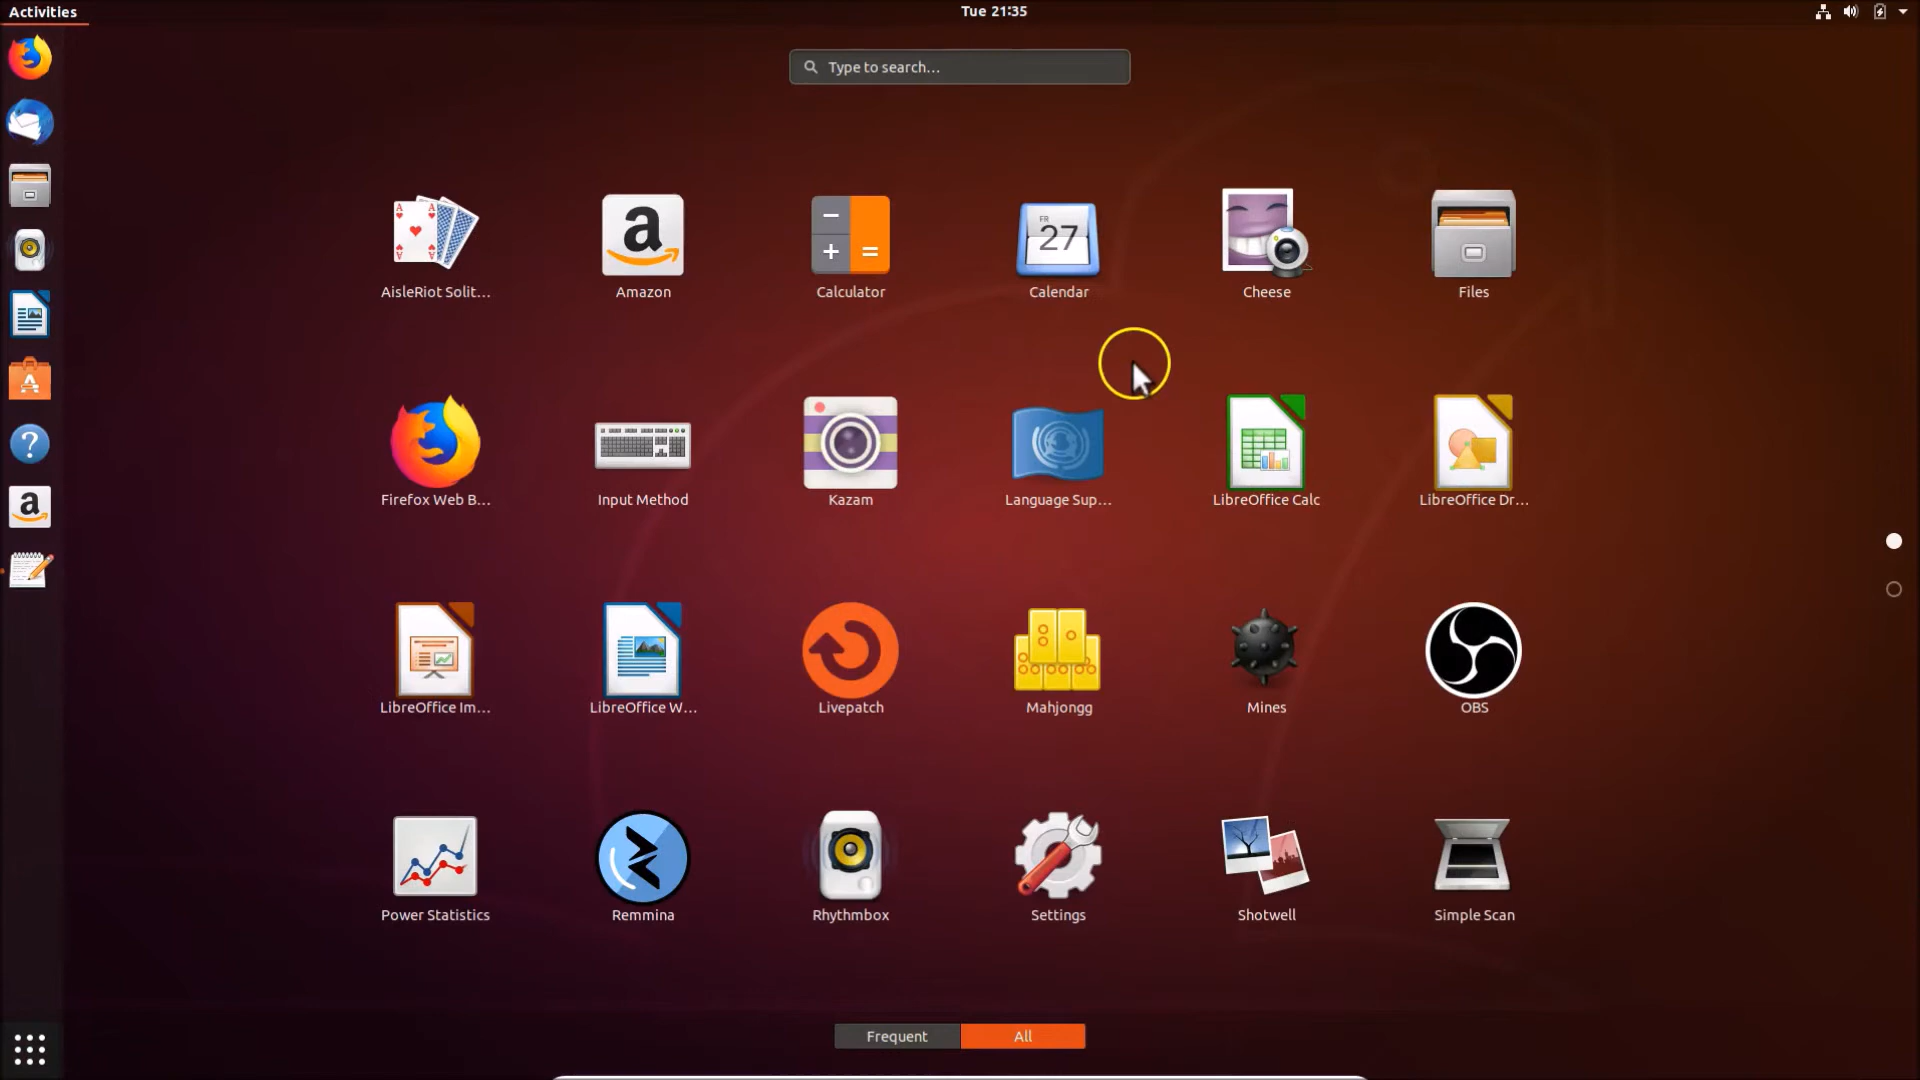 Activities
Tue 21:35
Type to search...
FR
27
AisleRiot Solit...
Amazon
Calculator
Calendar
Cheese
Files
Firefox Web B...
Input Method
Kazam
Language Sup...
LibreOffice Calc
LibreOffice Dr...
LibreOffice Im...
LibreOffice W...
Livepatch
Mahjongg
Mines
OBS
Power Statistics
Remmina
Rhythmbox
Settings
Shotwell
Simple Scan
Frequent
All